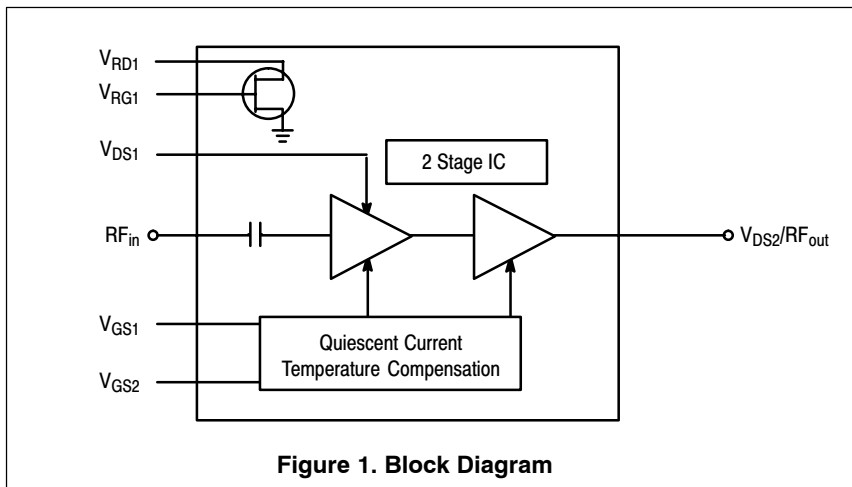 V_RD1
V_RG1
V_DS1
2 Stage IC
RF_in
V_DS2/RF_out
V_GS1
Quiescent Current
Temperature Compensation
V_GS2
Figure 1. Block Diagram